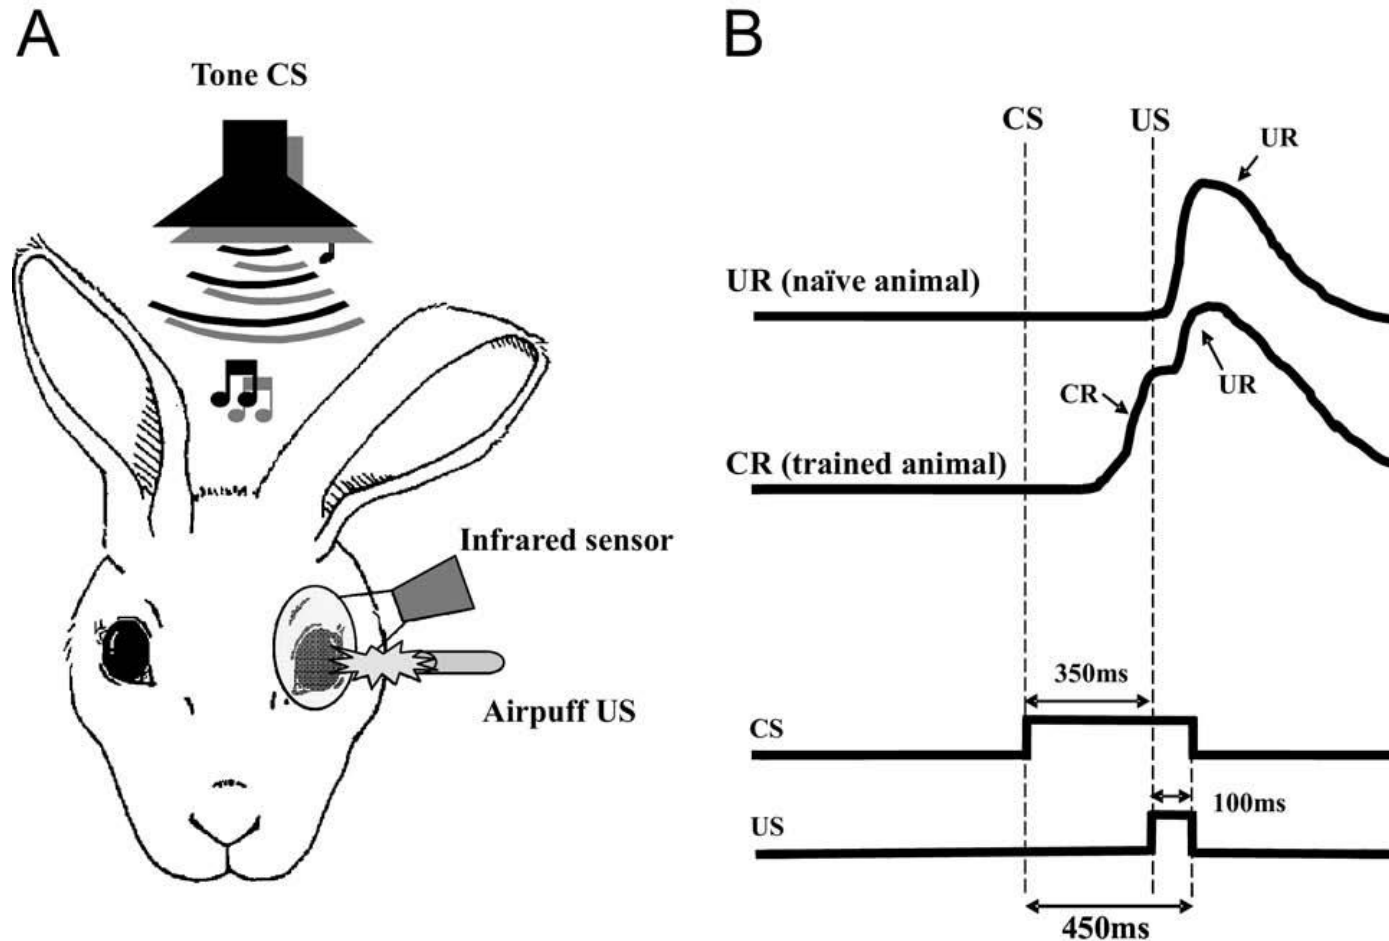 A
Tone CS
Infrared sensor
Airpuff US
B
CS
US
UR
UR (naïve animal)
CR
UR
CR (trained animal)
350ms
CS
100ms
US
450ms